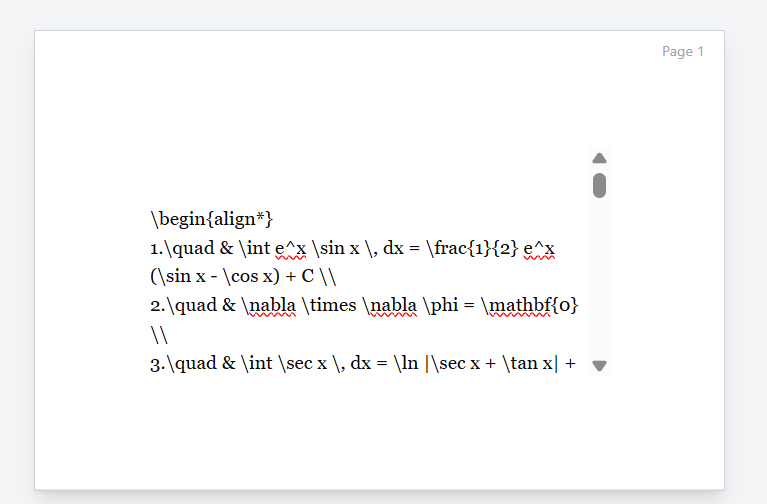 Page 1
\begin{align*}
1.\quad & \int e^x \sin x \, dx = \frac{1}{2} e^x
(\sin x - \cos x) + C \\
2.\quad & \nabla \times \nabla \phi = \mathbf{0}
\\
3.\quad & \int \sec x \, dx = \ln |\sec x + \tan x| +